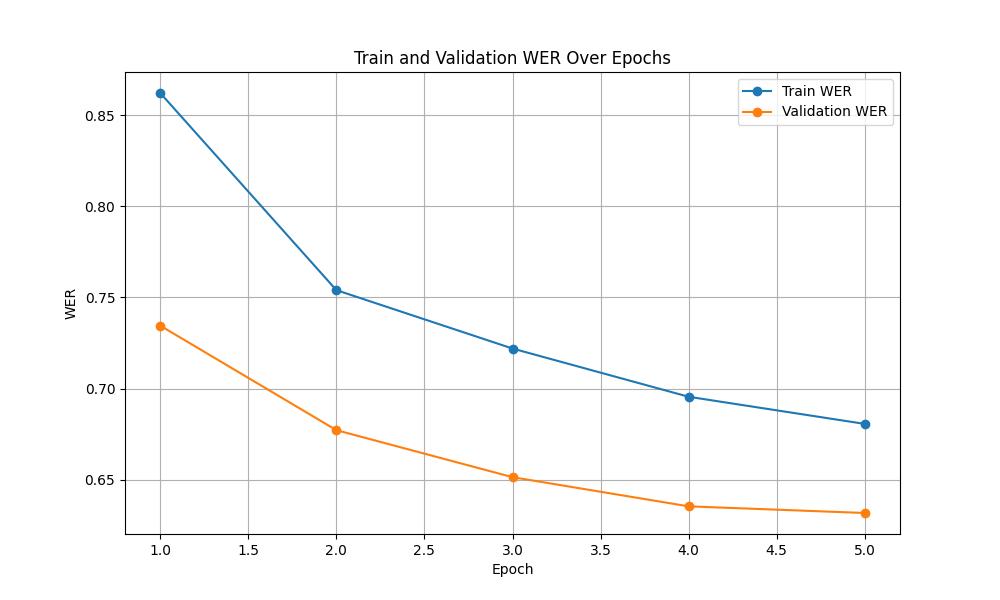 Train and Validation WER Over Epochs
Train WER
Validation WER
WER
0.85
0.80
0.75
0.70
0.65
1.0 1.5 2.0 2.5 3.0 3.5 4.0 4.5 5.0
Epoch